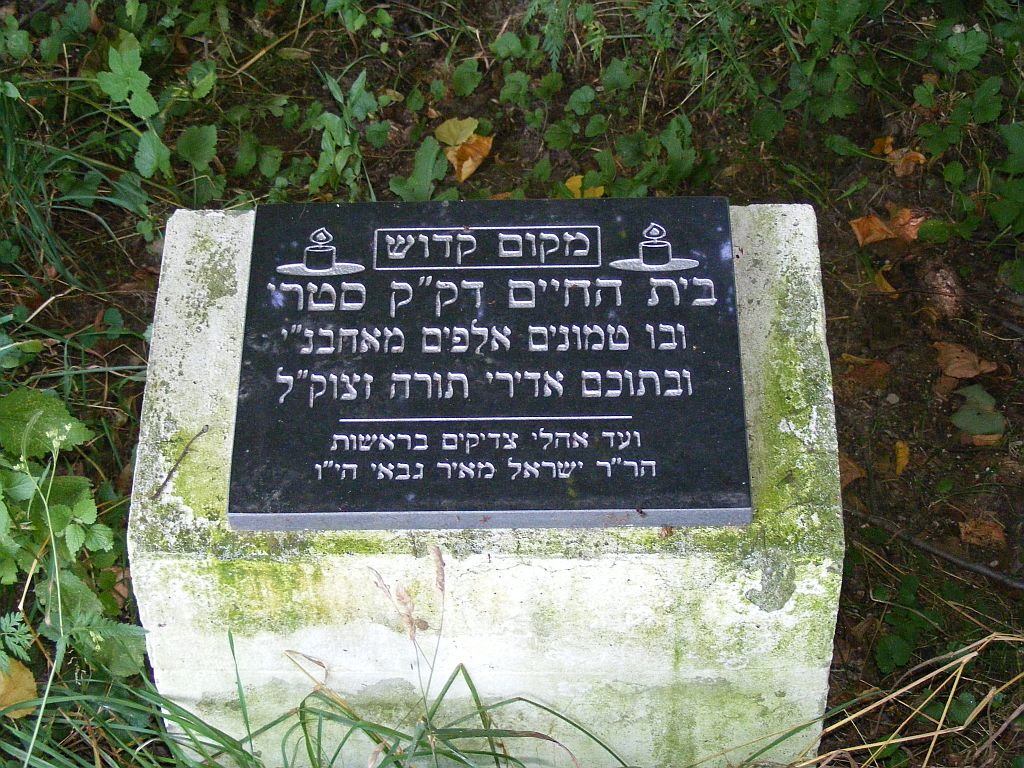 מקום קדוש
בית החיים דק"ק סטרי
ובו טמונים אלפים מאחבנ"י
ובתוכם אדירי תורה זצוק"ל
ועד אהלי צדיקים בראשות
הר"ר ישראל מאיר גבאי הי"ו